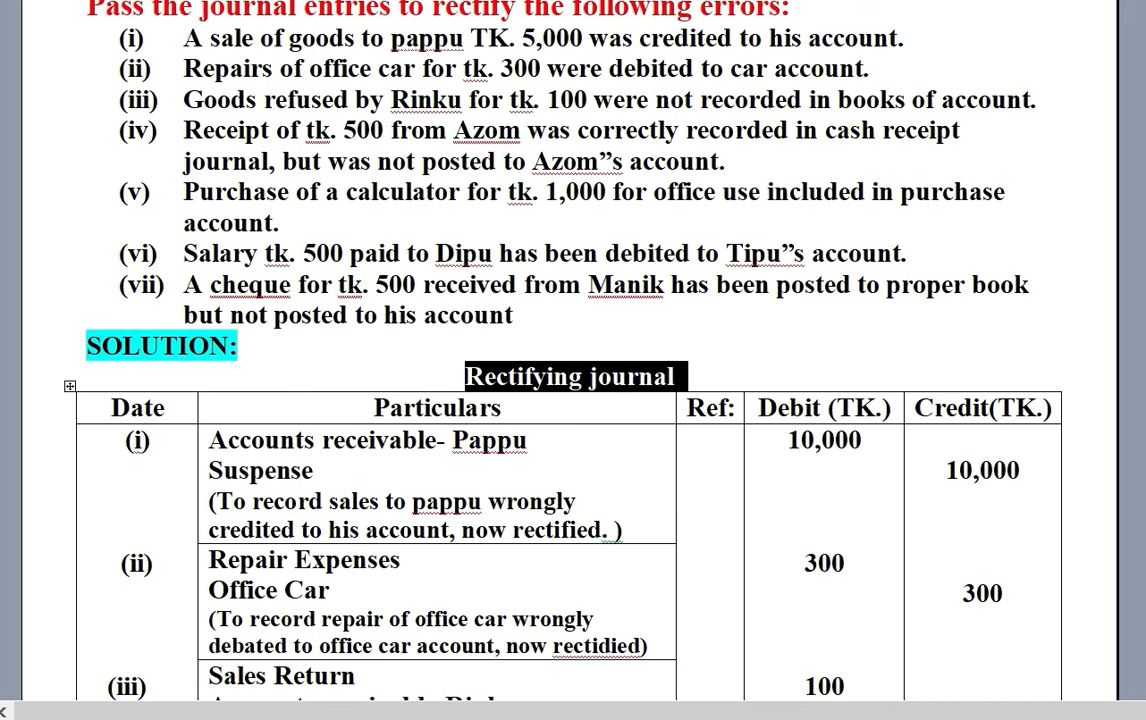 Pass the journal entries to rectify the following errors:
(i) A sale of goods to pappu TK. 5,000 was credited to his account.
(ii) Repairs of office car for tk. 300 were debited to car account.
(iii) Goods refused by Rinku for tk. 100 were not recorded in books of account.
(iv) Receipt of tk. 500 from Azom was correctly recorded in cash receipt
journal, but was not posted to Azom”s account.
(v) Purchase of a calculator for tk. 1,000 for office use included in purchase
account.
(vi) Salary tk. 500 paid to Dipu has been debited to Tipu”s account.
(vii) A cheque for tk. 500 received from Manik has been posted to proper book
but not posted to his account
SOLUTION:
Rectifying journal
Date Particulars Ref: Debit (TK.) Credit(TK.)
(i) Accounts receivable- Pappu 10,000
Suspense 10,000
(To record sales to pappu wrongly
credited to his account, now rectified. )
(ii) Repair Expenses 300
Office Car 300
(To record repair of office car wrongly
debated to office car account, now rectidied)
(iii) Sales Return 100